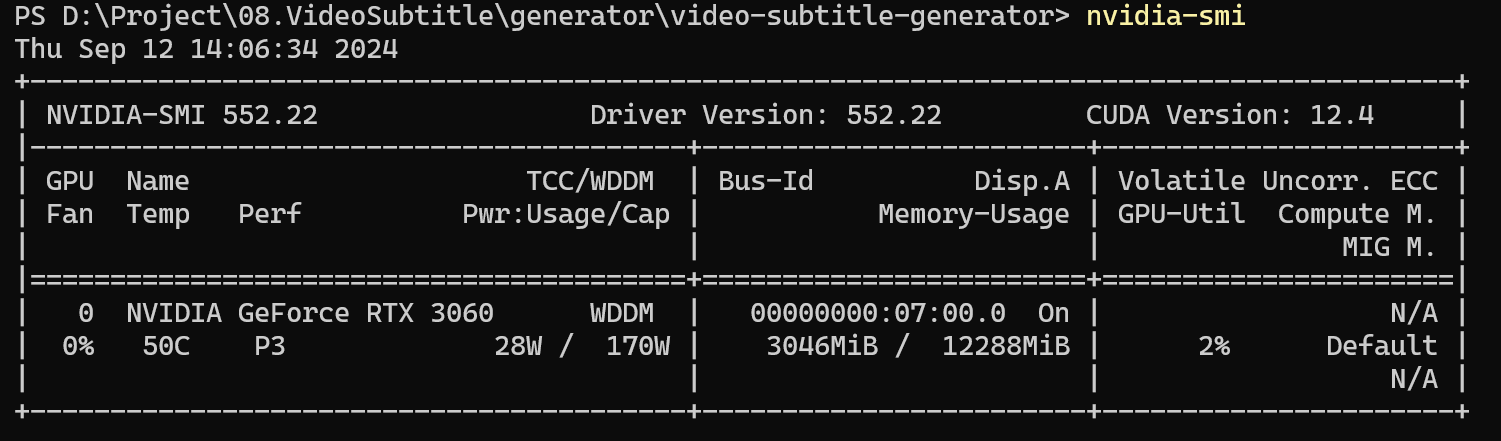 PS D:\Project\08.VideoSubtitle\generator\video-subtitle-generator> nvidia-smi
Thu Sep 12 14:06:34 2024
+-----------------------------------------------------------------------------------------+
| NVIDIA-SMI 552.22                 Driver Version: 552.22         CUDA Version: 12.4     |
|-----------------------------------------+------------------------+----------------------+
| GPU  Name                     TCC/WDDM  | Bus-Id          Disp.A | Volatile Uncorr. ECC |
| Fan  Temp   Perf          Pwr:Usage/Cap |           Memory-Usage | GPU-Util  Compute M. |
|                                         |                        |               MIG M. |
|=========================================+========================+======================|
|   0  NVIDIA GeForce RTX 3060      WDDM  |   00000000:07:00.0  On |                  N/A |
|  0%   50C    P3             28W /  170W |    3046MiB /  12288MiB |      2%      Default |
|                                         |                        |                  N/A |
+-----------------------------------------+------------------------+----------------------+